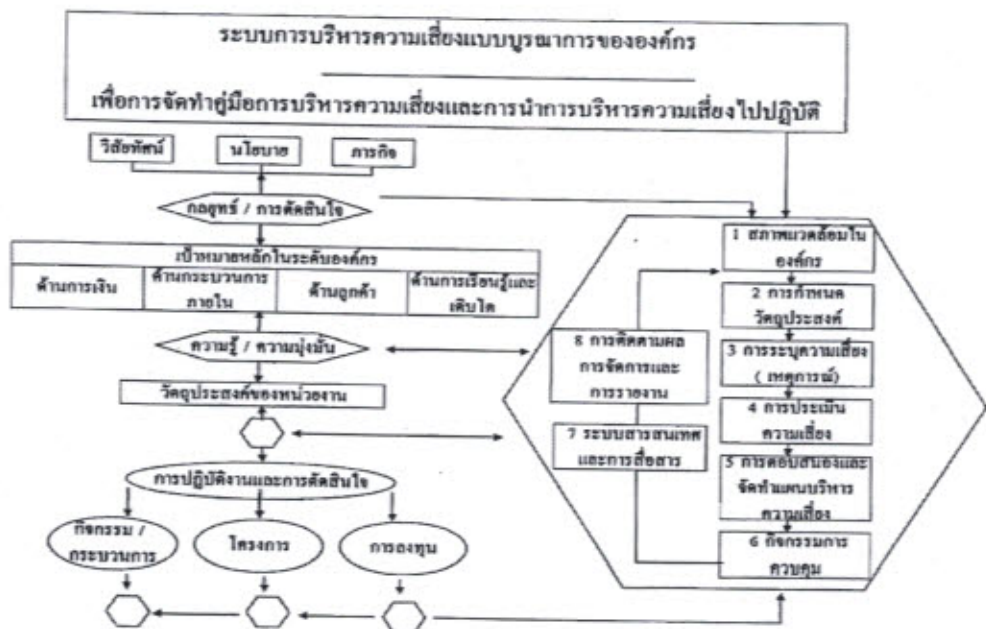 ระบบการบริหารความเสี่ยงแบบบูรณาการขององค์กร
เพื่อการจัดทำคู่มือการบริหารความเสี่ยงและการนำการบริหารความเสี่ยงไปปฏิบัติ
วิสัยทัศน์
นโยบาย
ภารกิจ
กลยุทธ์ / การตัดสินใจ
เป้าหมายหลักในระดับองค์กร
ด้านการเงิน
ด้านกระบวนการ
ภายใน
ด้านลูกค้า
ด้านการเรียนรู้และ
เติบโต
ความรู้ / ความมุ่งมั่น
วัตถุประสงค์ของหน่วยงาน
การปฏิบัติงานและการตัดสินใจ
กิจกรรม /
กระบวนการ
โครงการ
การลงทุน
1 สภาพแวดล้อมใน
องค์กร
2 การกำหนด
วัตถุประสงค์
3 การระบุความเสี่ยง
( เหตุการณ์)
4 การประเมิน
ความเสี่ยง
5 การตอบสนองและ
จัดทำแผนบริหาร
ความเสี่ยง
6 กิจกรรมการ
ควบคุม
7 ระบบสารสนเทศ
และการสื่อสาร
8 การติดตามผล
การจัดการและ
การรายงาน